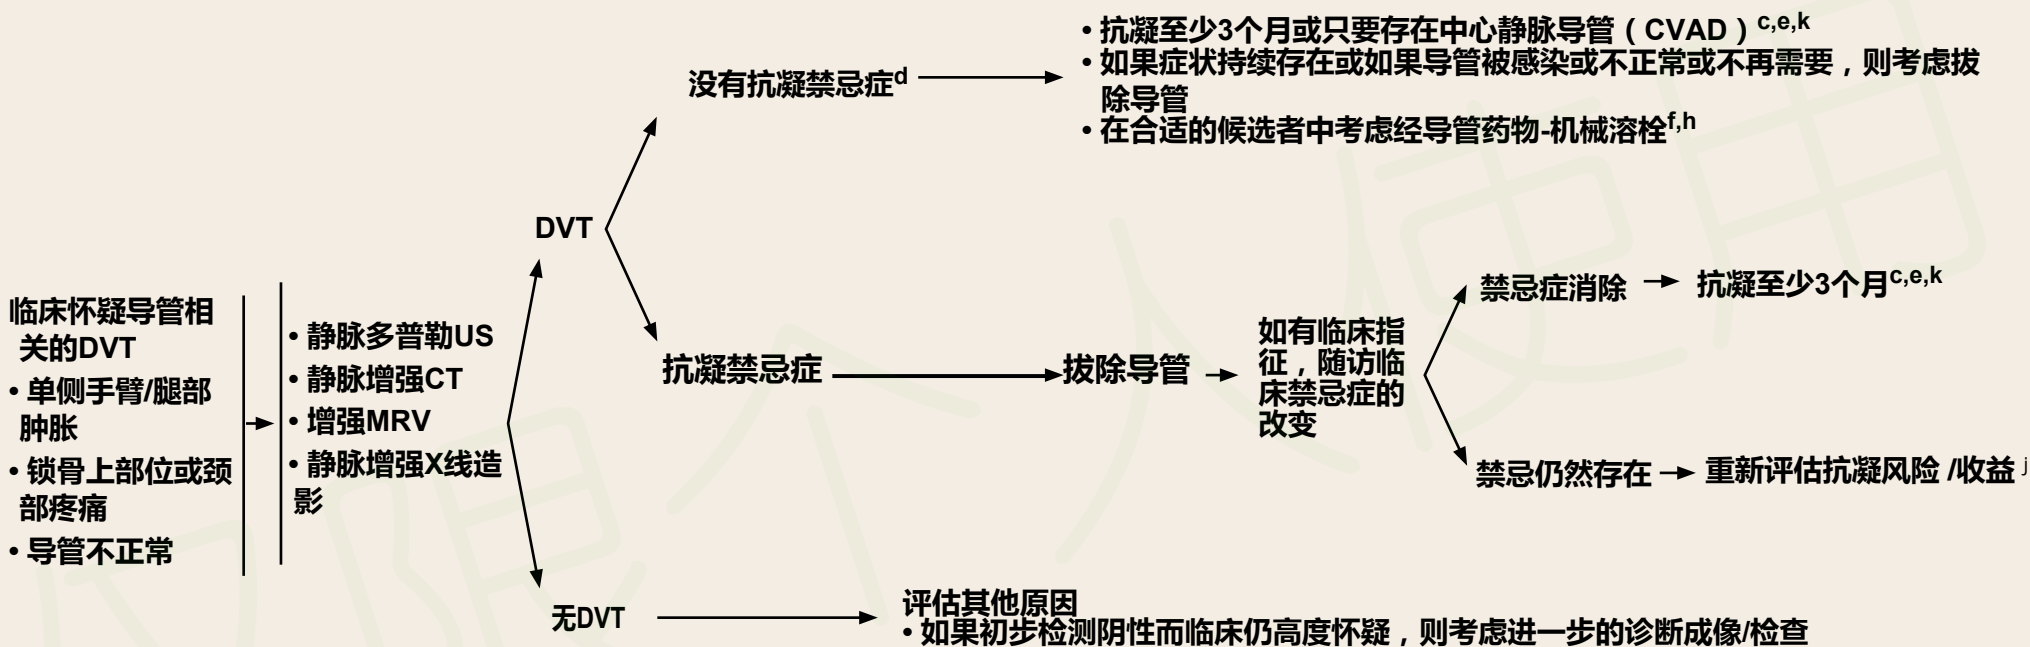 临床怀疑导管相
关的DVT
• 单侧手臂/腿部
肿胀
• 锁骨上部位或颈
部疼痛
• 导管不正常
• 静脉多普勒US
• 静脉增强CT
• 增强MRV
• 静脉增强X线造
影
DVT
没有抗凝禁忌症d
• 抗凝至少3个月或只要存在中心静脉导管（CVAD）c,e,k
• 如果症状持续存在或如果导管被感染或不正常或不再需要，则考虑拔
除导管
• 在合适的候选者中考虑经导管药物-机械溶栓f,h
抗凝禁忌症
拔除导管
如有临床指
征，随访临
床禁忌症的
改变
禁忌症消除
抗凝至少3个月c,e,k
禁忌仍然存在
重新评估抗凝风险 /收益 j
无DVT
评估其他原因
• 如果初步检测阴性而临床仍高度怀疑，则考虑进一步的诊断成像/检查
仅限个人使用